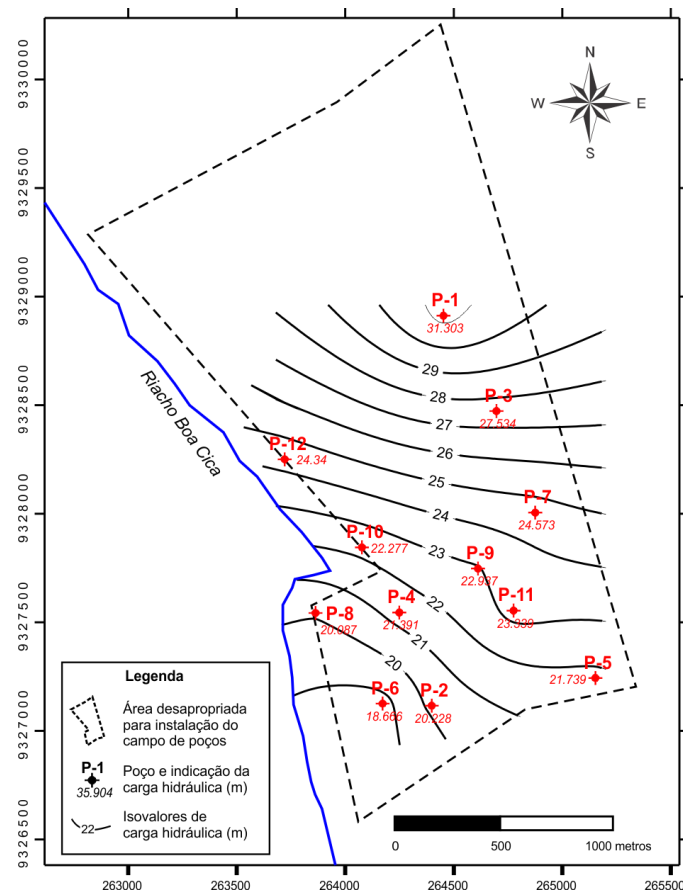 N
W E
S
9330000
9329500
9329000
9328500
9328000
9327500
9327000
9326500
Riacho Boa Cica
P-1
31.303
29
28
P-3
27.534
27
26
P-12
24.34
25
P-7
24.573
24
P-10
22.277
23
P-9
22.937
22
P-11
23.339
P-4
21.391
P-8
20.087
21
20
P-5
21.739
P-6
18.666
P-2
20.228
Legenda
Área desapropriada
para instalação do
campo de poços
P-1
35.904
Poço e indicação da
carga hidráulica (m)
22
Isovalores de
carga hidráulica (m)
0 500 1000 metros
263000 263500 264000 264500 265000 265500